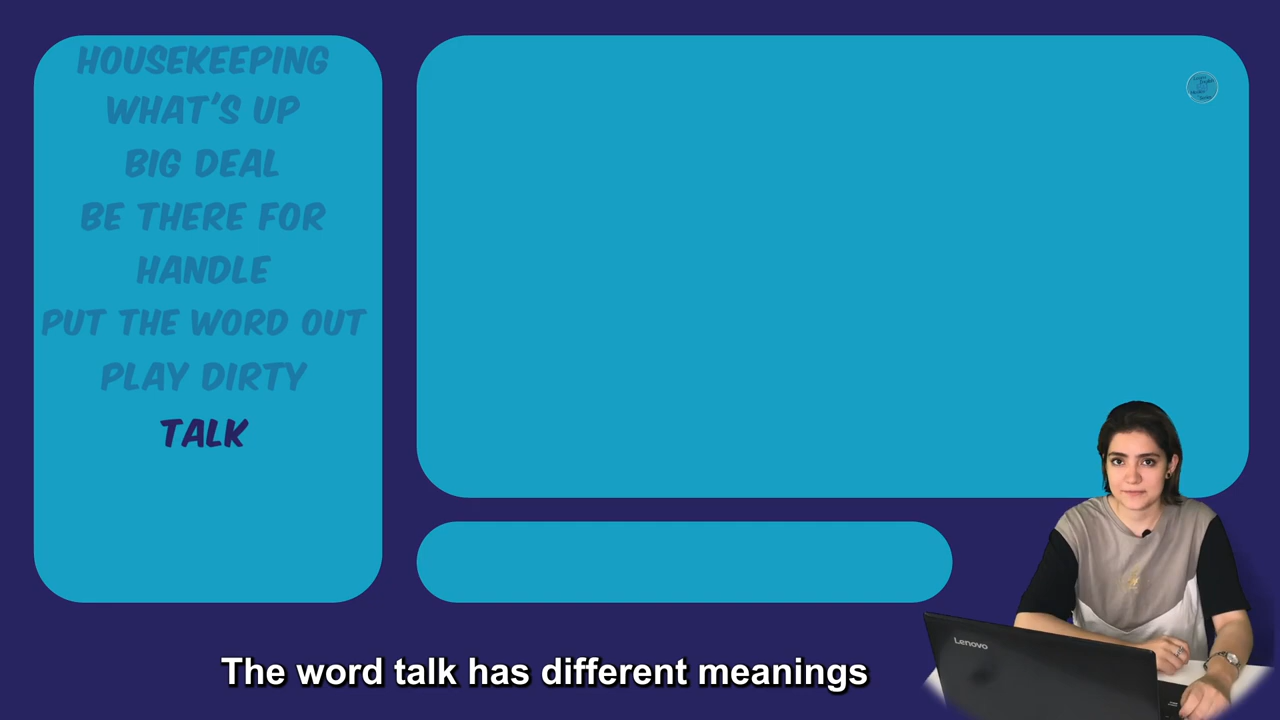 HOUSEKEEPING
WHAT'S UP
BIG DEAL
BE THERE FOR
HANDLE
PUT THE WORD OUT
PLAY DIRTY
TALK
Lenovo
The word talk has different meanings